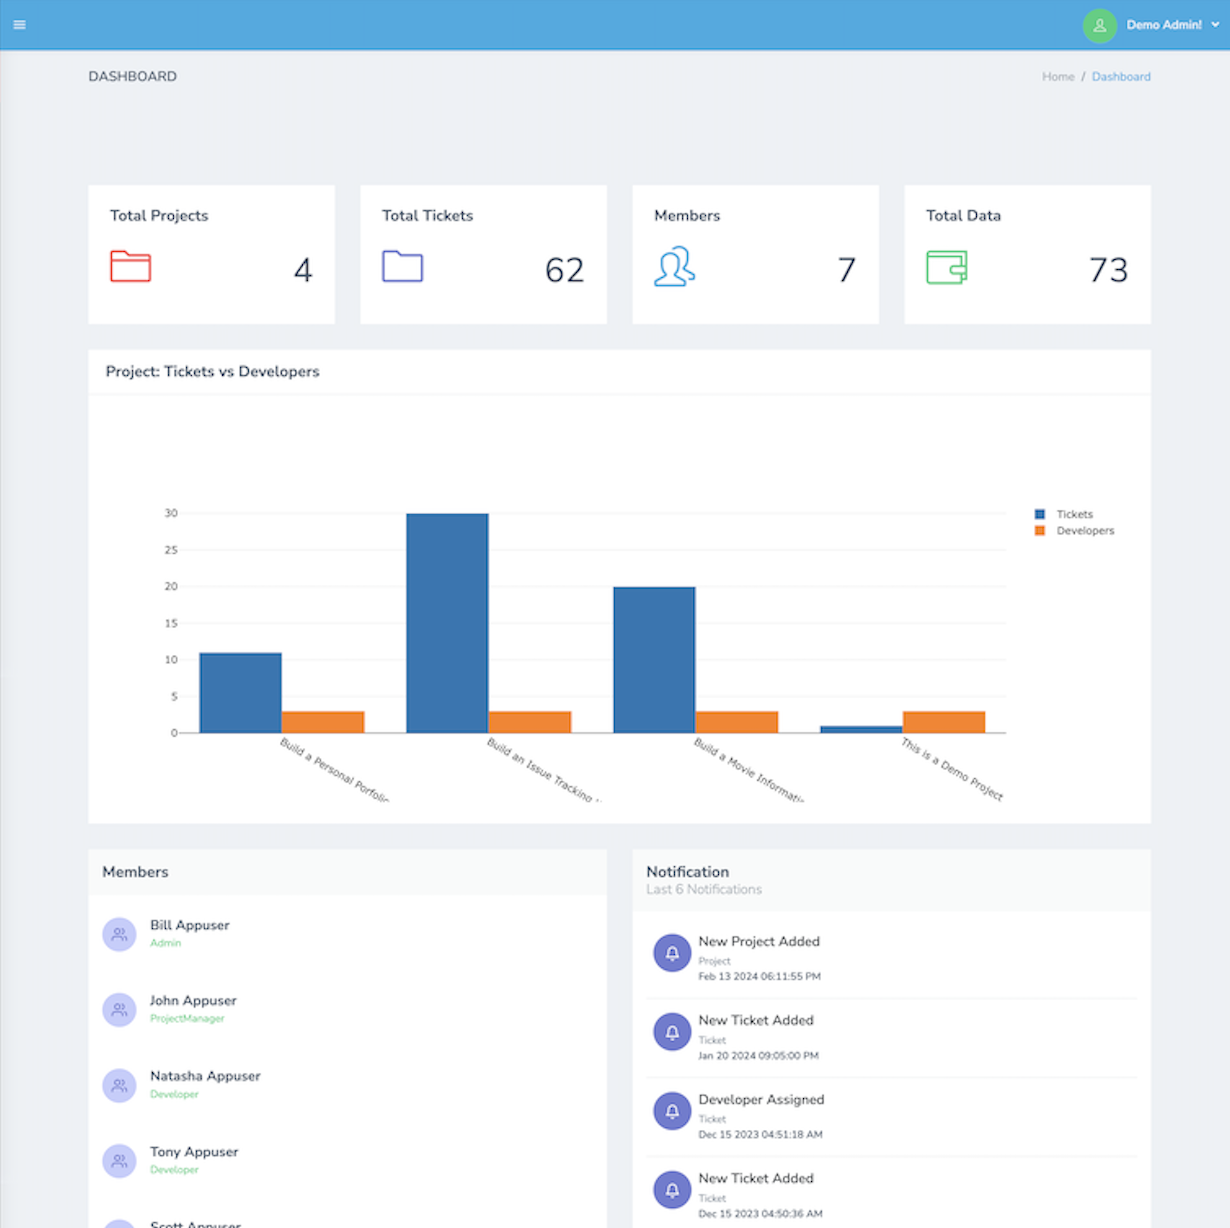 Demo Admin!
DASHBOARD
Home / Dashboard
Total Projects
4
Total Tickets
62
Members
7
Total Data
73
Project: Tickets vs Developers
30
25
20
15
10
5
0
Tickets
Developers
Build a Personal Porfolio
Build an Issue Tracking
Build a Movie Informati
This is a Demo Project
Members
Bill Appuser
Admin
John Appuser
ProjectManager
Natasha Appuser
Developer
Tony Appuser
Developer
Scott Appuser
Notification
Last 6 Notifications
New Project Added
Project
Feb 13 2024 06:11:55 PM
New Ticket Added
Ticket
Jan 20 2024 09:05:00 PM
Developer Assigned
Ticket
Dec 15 2023 04:51:18 AM
New Ticket Added
Ticket
Dec 15 2023 04:50:36 AM